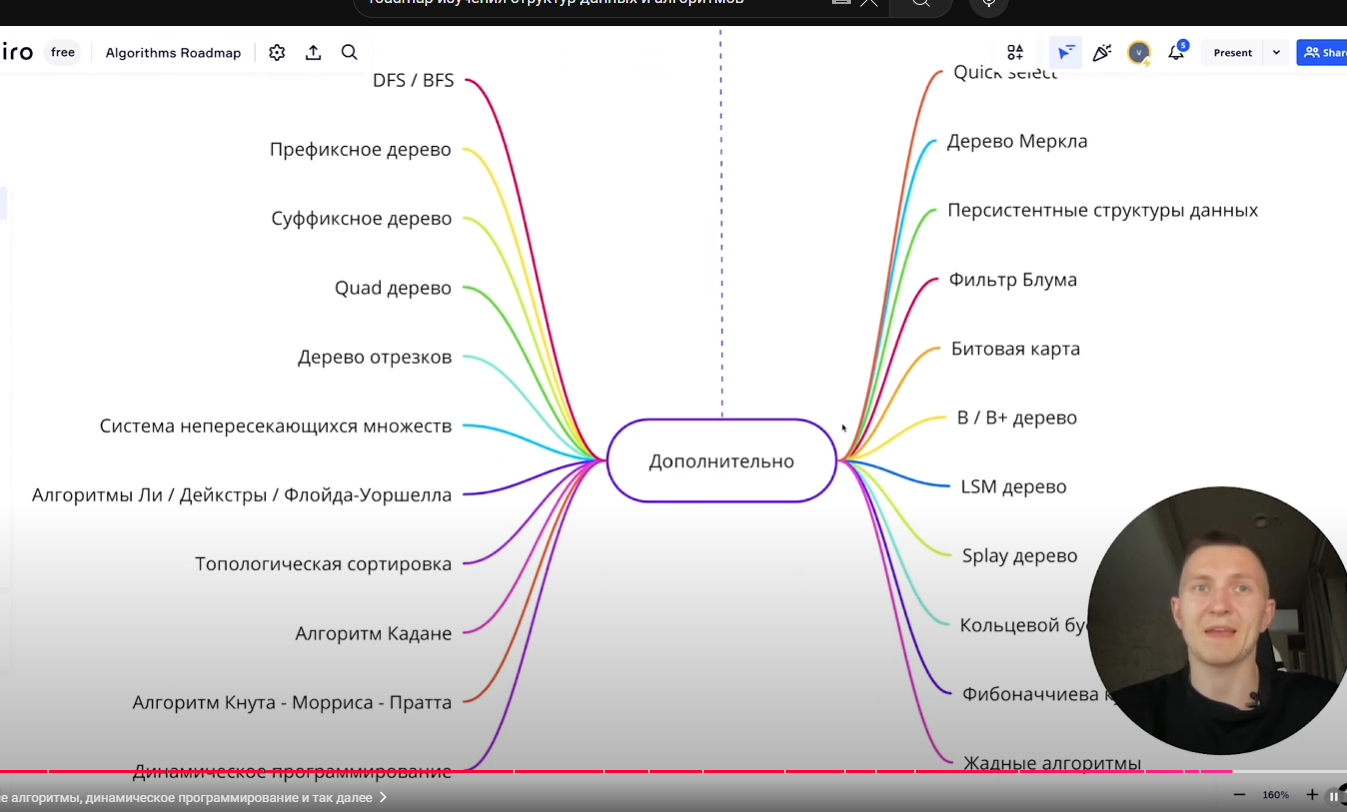 roadmap изучения структур данных и алгоритмов
iro free Algorithms Roadmap
5
Present
Share
DFS / BFS
Префиксное дерево
Суффиксное дерево
Quad дерево
Дерево отрезков
Система непересекающихся множеств
Алгоритмы Ли / Дейкстры / Флойда-Уоршелла
Топологическая сортировка
Алгоритм Кадане
Алгоритм Кнута - Морриса - Пратта
Динамическое программирование
Дополнительно
Quick select
Дерево Меркла
Персистентные структуры данных
Фильтр Блума
Битовая карта
B / B+ дерево
LSM дерево
Splay дерево
Кольцевой бу
Фибоначчиева
Жадные алгоритмы
е алгоритмы, динамическое программирование и так далее
160%